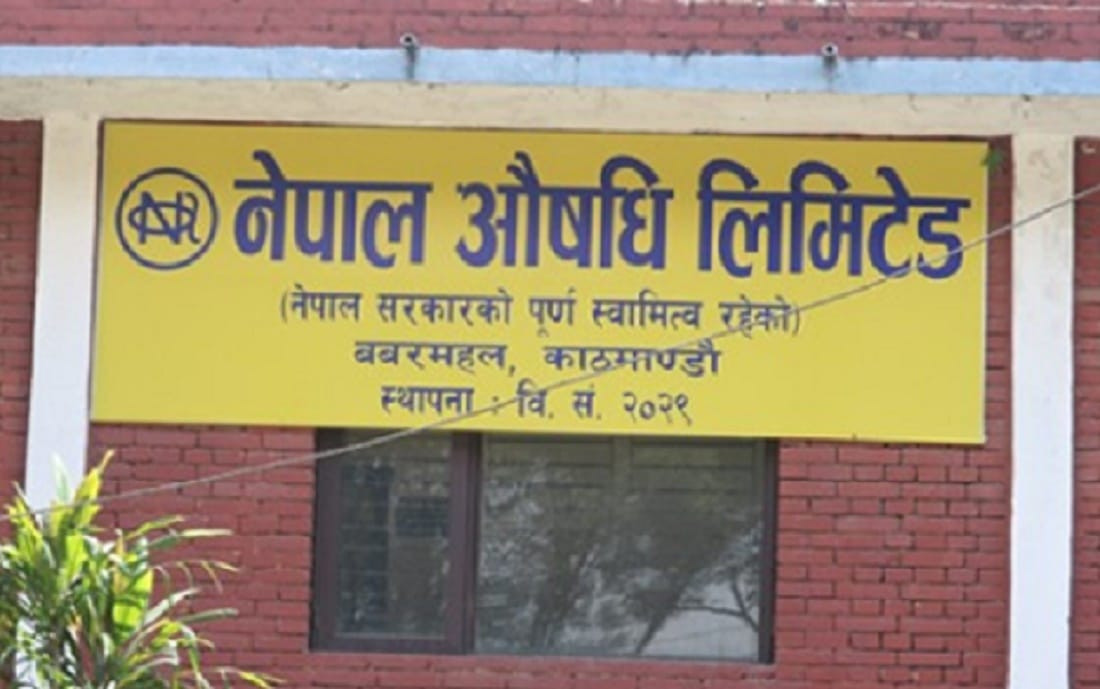 नेपाल औषधि लिमिटेड
(नेपाल सरकारको पूर्ण स्वामित्व रहेको)
बबरमहल, काठमाण्डौ
स्थापना : वि. सं. २०२९